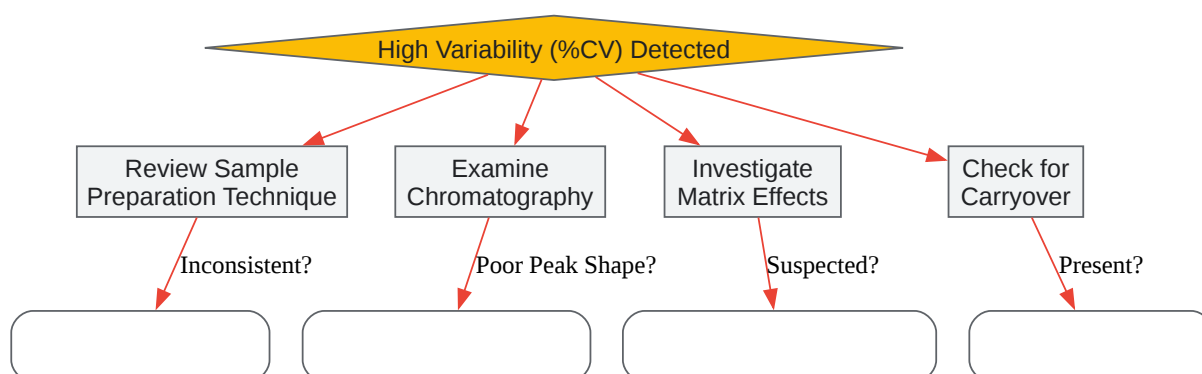 High Variability (%CV) Detected
Review Sample
Preparation Technique
Examine
Chromatography
Investigate
Matrix Effects
Check for
Carryover
Inconsistent?
Poor Peak Shape?
Suspected?
Present?